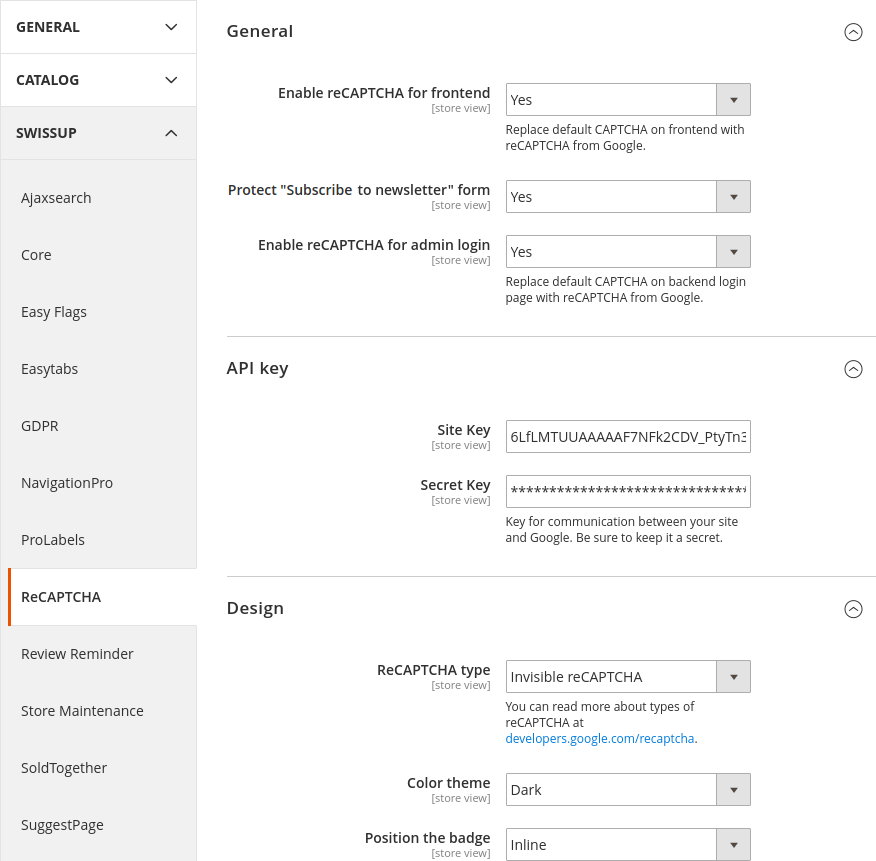 GENERAL
CATALOG
SWISSUP
Ajaxsearch
Core
Easy Flags
Easytabs
GDPR
NavigationPro
ProLabels
ReCAPTCHA
Review Reminder
Store Maintenance
SoldTogether
SuggestPage
General
Enable reCAPTCHA for frontend
[store view]
Yes
Replace default CAPTCHA on frontend with
reCAPTCHA from Google.
Protect "Subscribe to newsletter" form
[store view]
Yes
Enable reCAPTCHA for admin login
[store view]
Yes
Replace default CAPTCHA on backend login
page with reCAPTCHA from Google.
API key
Site Key
[store view]
6LfLMTUUAAAAAF7NFk2CDV_PtyTn3
Secret Key
[store view]
*******************************
Key for communication between your site
and Google. Be sure to keep it a secret.
Design
ReCAPTCHA type
[store view]
Invisible reCAPTCHA
You can read more about types of
reCAPTCHA at
developers.google.com/recaptcha.
Color theme
[store view]
Dark
Position the badge
[store view]
Inline